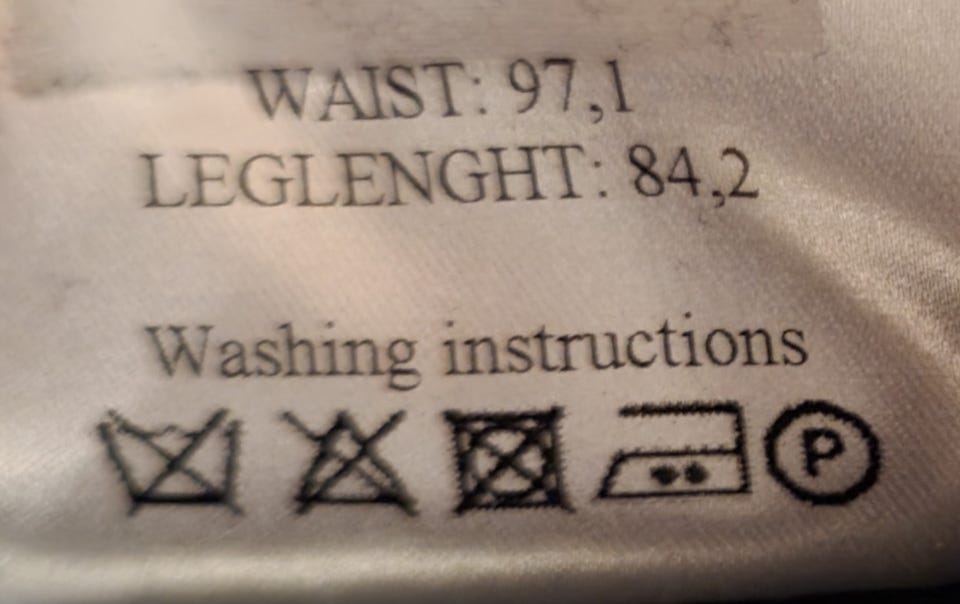 WAIST: 97,1
LEGLENGHT: 84,2
Washing instructions
P